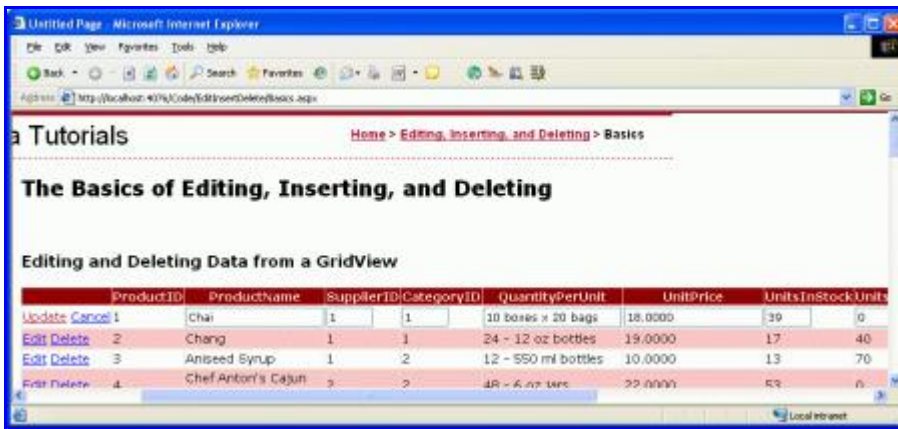 Untitled Page - Microsoft Internet Explorer
File Edit View Favorites Tools Help
Back Search Favorites
Address http://localhost:4076/Code/EditInsertDelete/Basics.aspx Go
a Tutorials
Home > Editing, Inserting, and Deleting > Basics
The Basics of Editing, Inserting, and Deleting
Editing and Deleting Data from a GridView
ProductID ProductName SupplierID CategoryID QuantityPerUnit UnitPrice UnitsInStock Units
Update Cancel 1 Chai 1 1 10 boxes x 20 bags 18.0000 39 0
Edit Delete 2 Chang 1 1 24 - 12 oz bottles 19.0000 17 40
Edit Delete 3 Aniseed Syrup 1 2 12 - 550 ml bottles 10.0000 13 70
Edit Delete 4 Chef Anton's Cajun 2 2 48 - 6 oz jars 22.0000 53 0
Local intranet